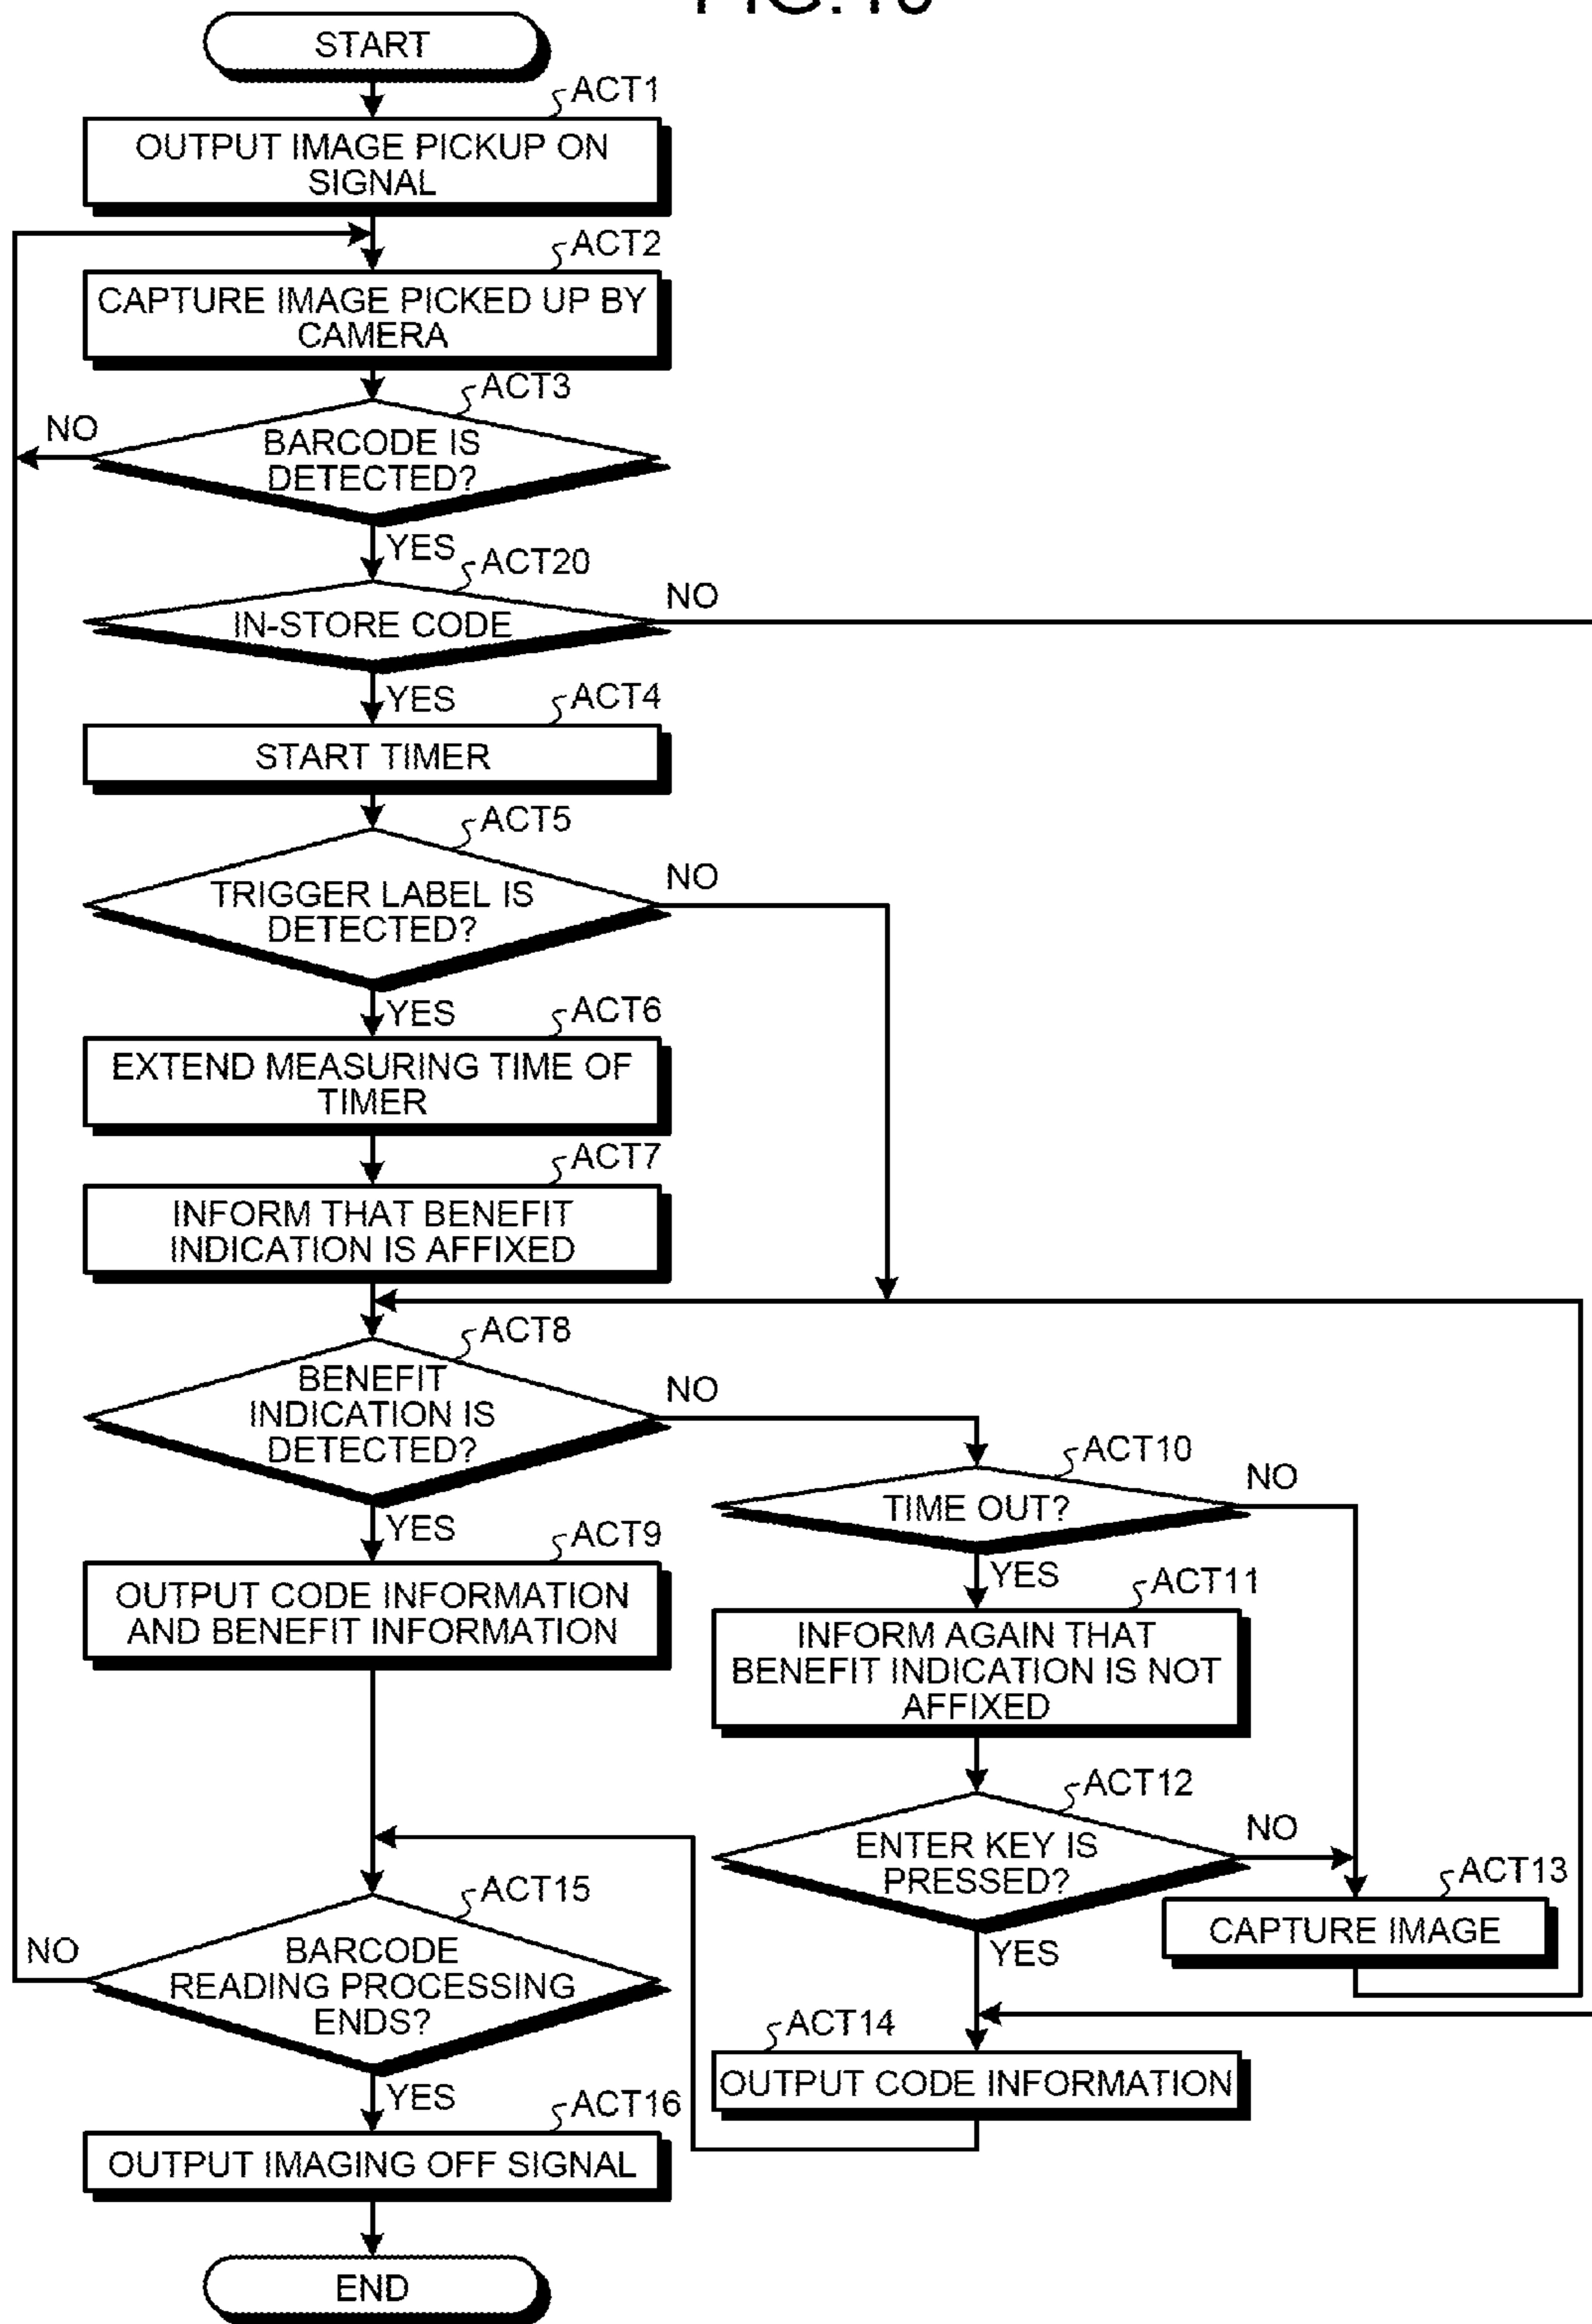 START
ACT1
OUTPUT IMAGE PICKUP ON
SIGNAL
ACT2
CAPTURE IMAGE PICKED UP BY
CAMERA
ACT3
NO
BARCODE IS
DETECTED?
YES
ACT20
NO
IN-STORE CODE
YES
ACT4
START TIMER
ACT5
NO
TRIGGER LABEL IS
DETECTED?
YES
ACT6
EXTEND MEASURING TIME OF
TIMER
ACT7
INFORM THAT BENEFIT
INDICATION IS AFFIXED
ACT8
NO
BENEFIT
INDICATION IS
DETECTED?
YES
ACT9
OUTPUT CODE INFORMATION
AND BENEFIT INFORMATION
ACT10
NO
TIME OUT?
YES
ACT11
INFORM AGAIN THAT
BENEFIT INDICATION IS NOT
AFFIXED
ACT12
NO
ENTER KEY IS
PRESSED?
YES
ACT13
CAPTURE IMAGE
ACT14
OUTPUT CODE INFORMATION
ACT15
NO
BARCODE
READING PROCESSING
ENDS?
YES
ACT16
OUTPUT IMAGING OFF SIGNAL
END